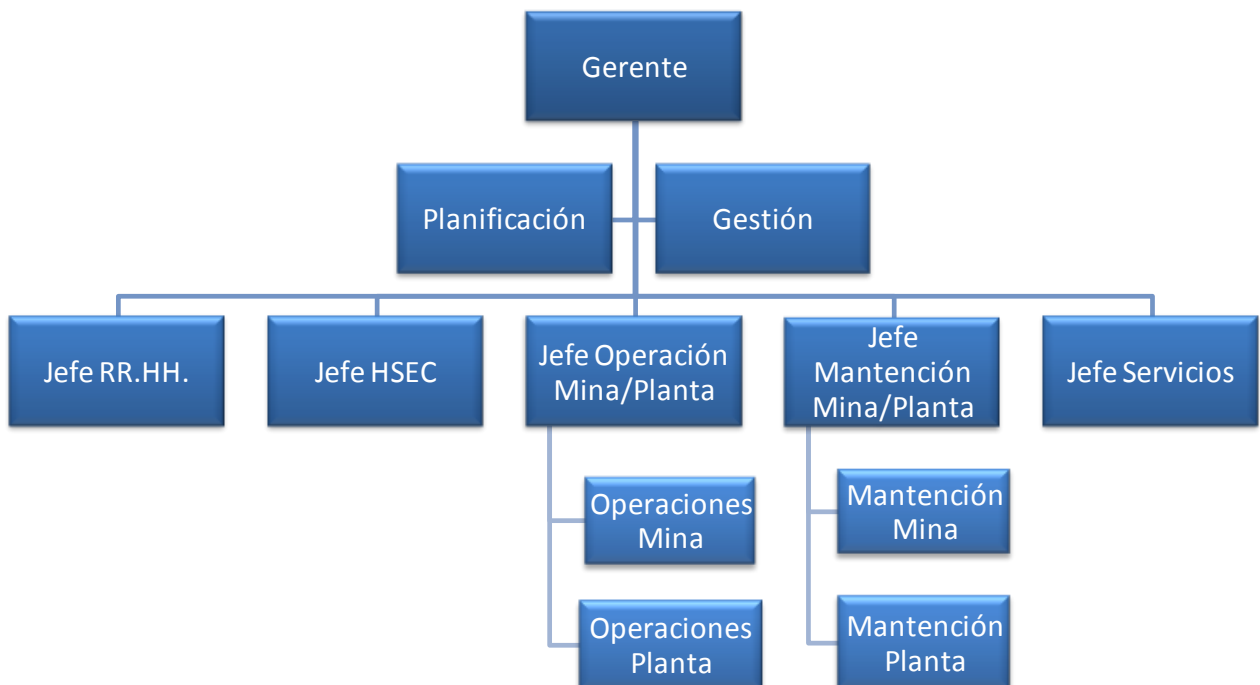 Gerente
Planificación
Gestión
Jefe RR.HH.
Jefe HSEC
Jefe Operación
Mina/Planta
Jefe
Mantención
Mina/Planta
Jefe Servicios
Operaciones
Mina
Mantención
Mina
Operaciones
Planta
Mantención
Planta